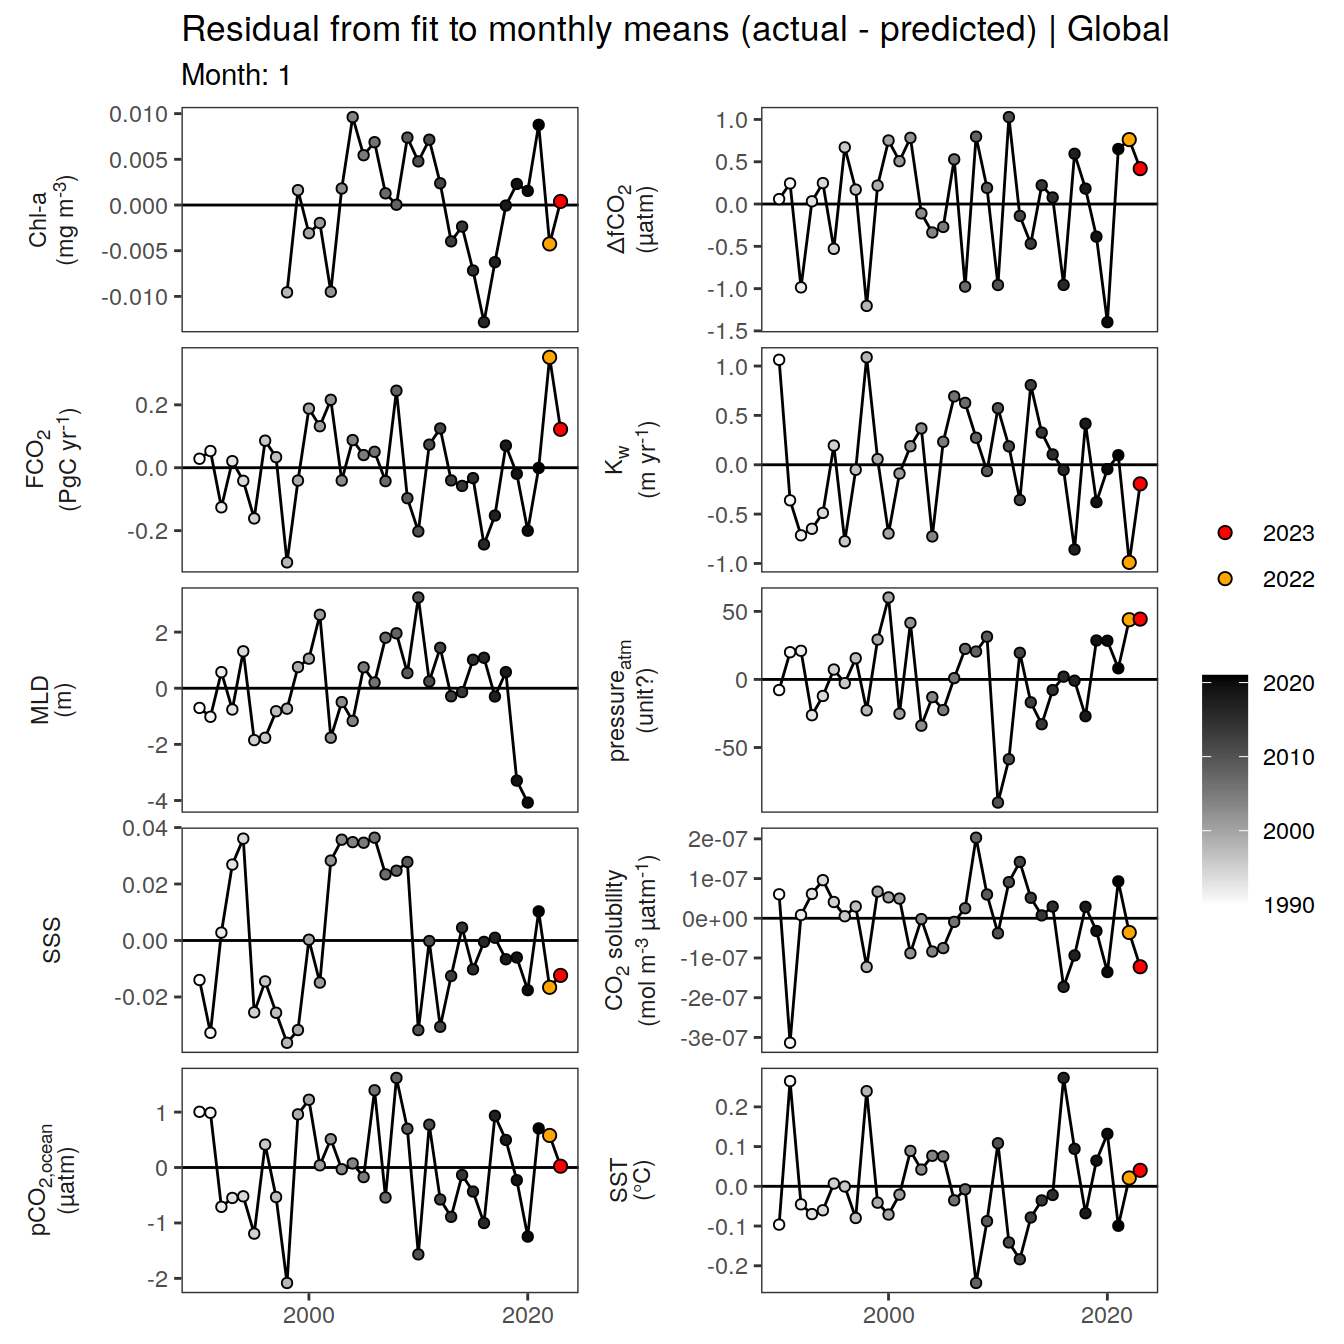 Residual from fit to monthly means (actual - predicted) | Global
Month: 1
Chl-a
(mg m-3)
0.010
0.005
0.000
-0.005
-0.010
ΔfCO2
(µatm)
1.0
0.5
0.0
-0.5
-1.0
-1.5
FCO2
(PgC yr-1)
0.2
0.0
-0.2
Kw
(m yr-1)
1.0
0.5
0.0
-0.5
-1.0
MLD
(m)
2
0
-2
-4
pressureatm
(unit?)
50
0
-50
SSS
0.04
0.02
0.00
-0.02
CO2 solubility
(mol m-3 µatm-1)
2e-07
1e-07
0e+00
-1e-07
-2e-07
-3e-07
pCO2,ocean
(µatm)
1
0
-1
-2
2000
2020
SST
(°C)
0.2
0.1
0.0
-0.1
-0.2
2000
2020
2023
2022
2020
2010
2000
1990